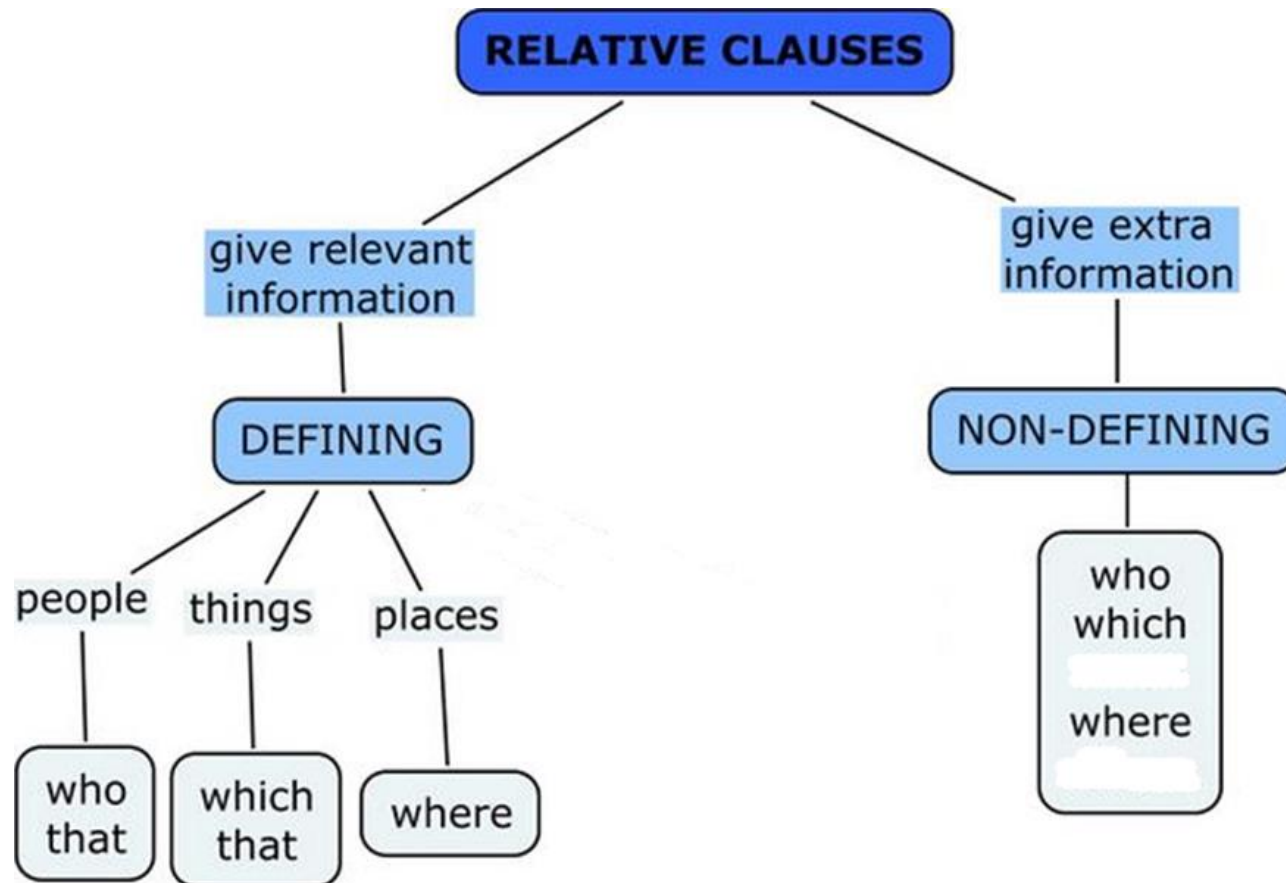 RELATIVE CLAUSES
give relevant
information
give extra
information
DEFINING
NON-DEFINING
people
things
places
who
that
which
that
where
who
which
where